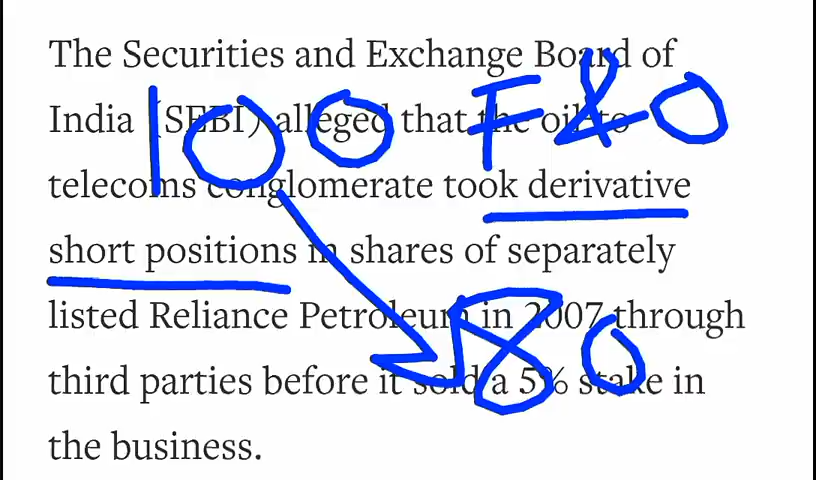 The Securities and Exchange Board of
India (SEBI) alleged that the oil-to
telecoms conglomerate took derivative
short positions in shares of separately
listed Reliance Petroleum in 2007 through
third parties before it sold a 5% stake in
the business.
100 F&O
80